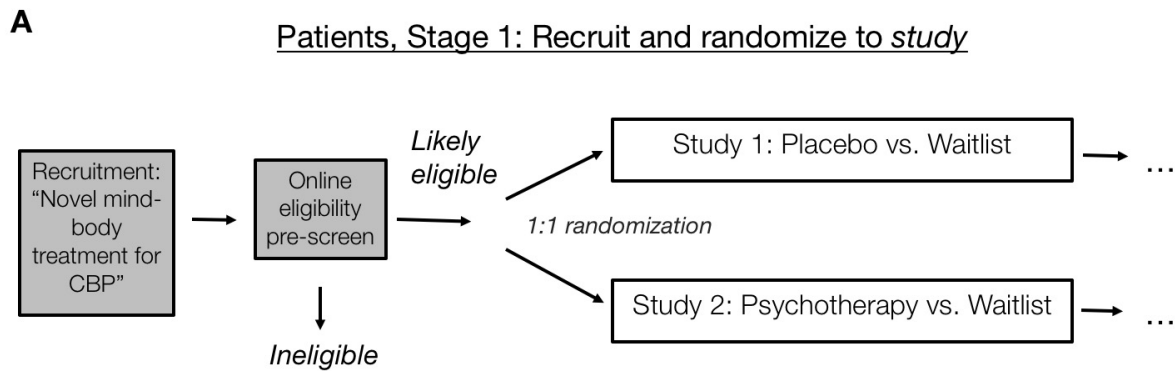 A
Patients, Stage 1: Recruit and randomize to study
Recruitment:
“Novel mind-
body
treatment for
CBP”
Online
eligibility
pre-screen
Likely
eligible
Ineligible
1:1 randomization
Study 1: Placebo vs. Waitlist
...
Study 2: Psychotherapy vs. Waitlist
...